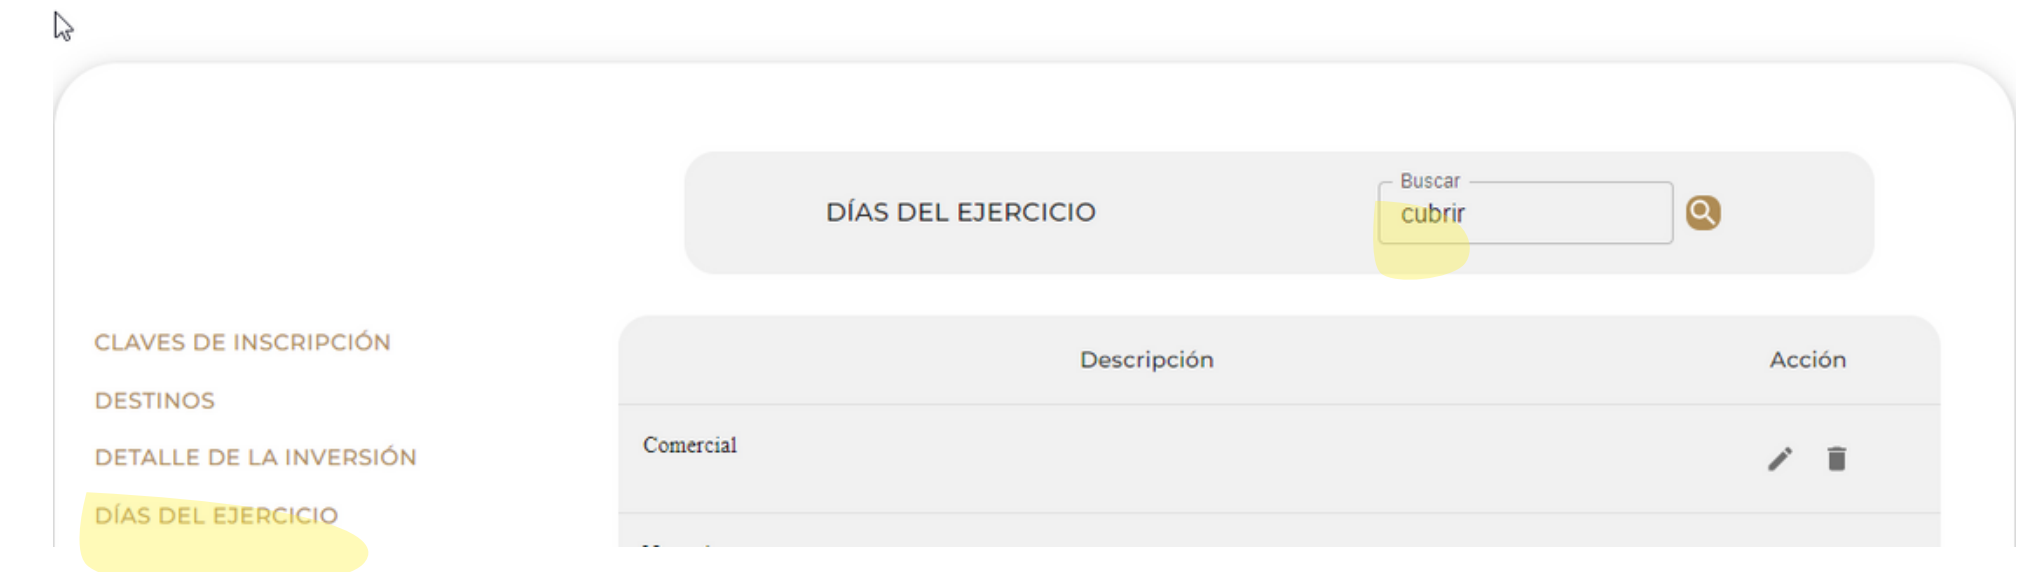 DÍAS DEL EJERCICIO
Buscar
cubrir
CLAVES DE INSCRIPCIÓN
DESTINOS
DETALLE DE LA INVERSIÓN
DÍAS DEL EJERCICIO
Descripción
Acción
Comercial